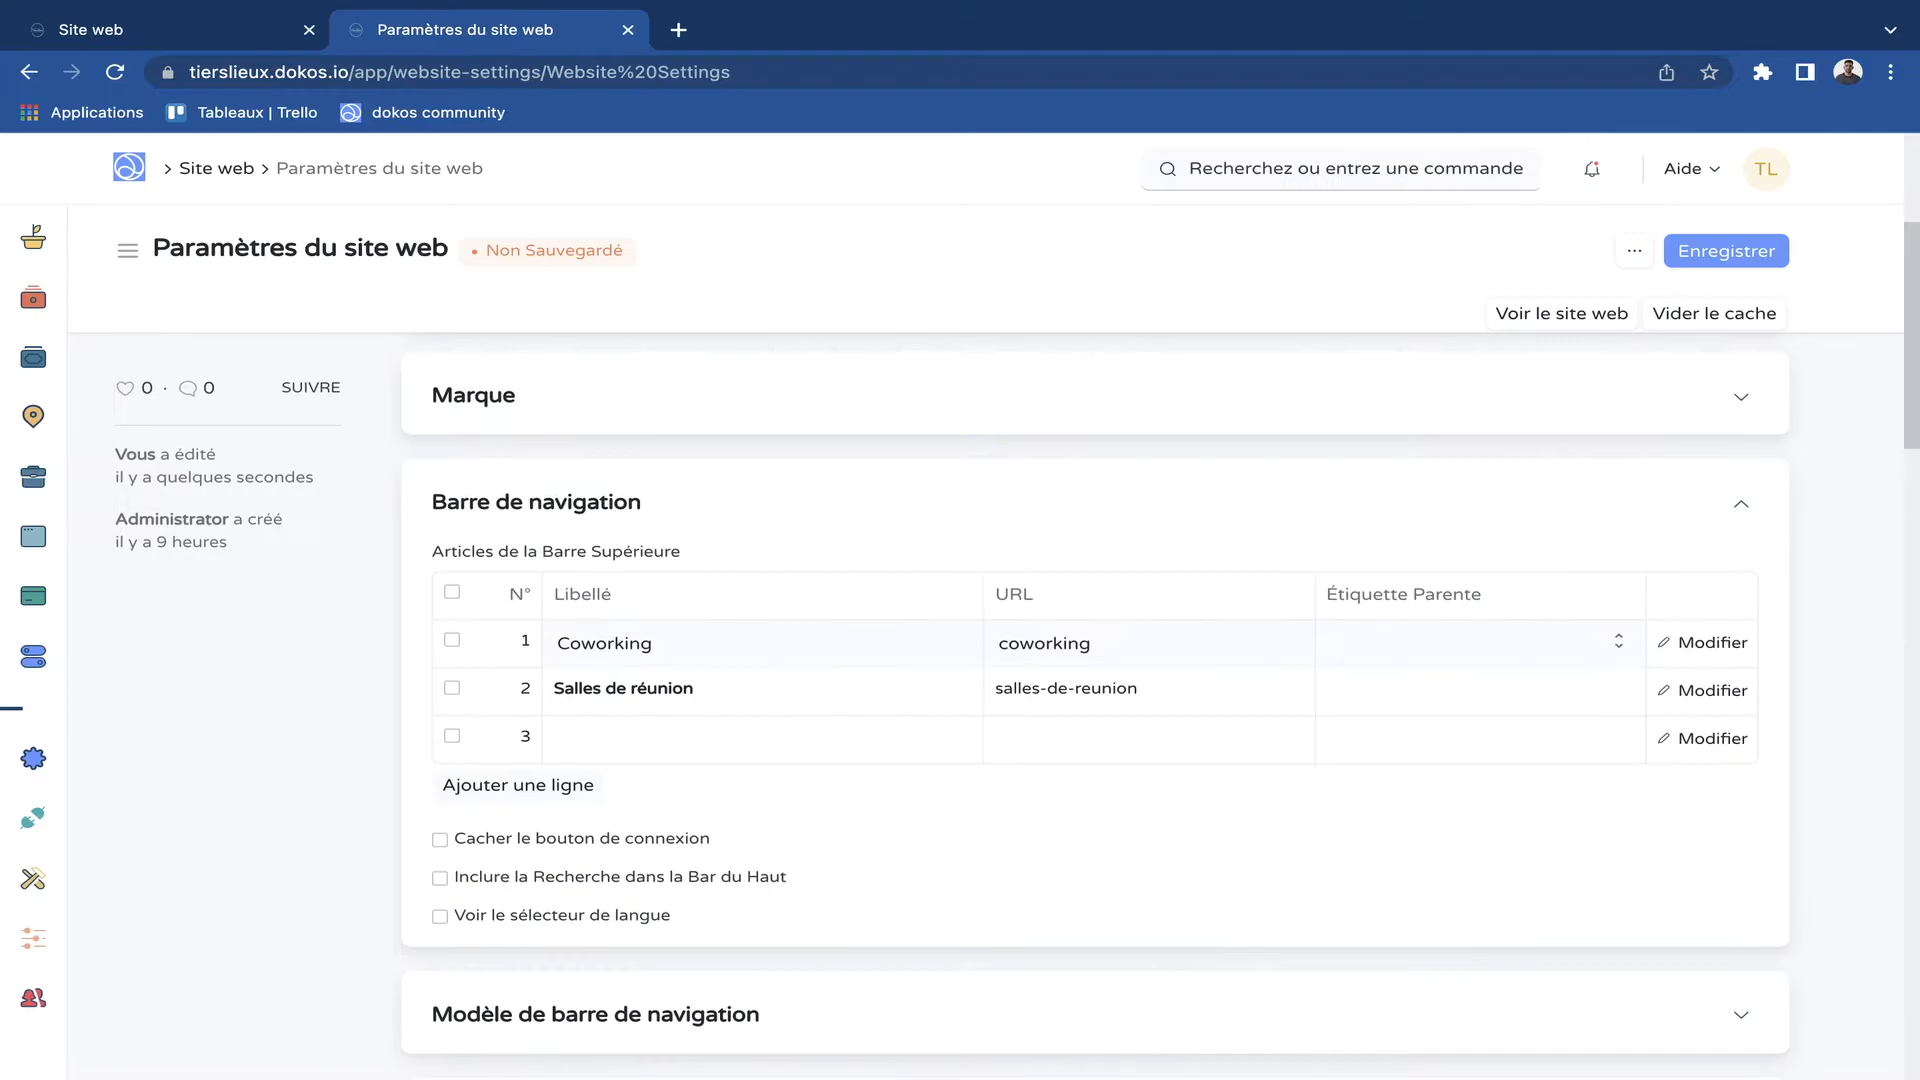 Site web
Paramètres du site web
tierslieux.dokos.io/app/website-settings/Website%20Settings
Applications
Tableaux | Trello
dokos community
Site web
Paramètres du site web
Recherchez ou entrez une commande
Aide
TL
Paramètres du site web
Non Sauvegardé
Enregistrer
Voir le site web
Vider le cache
0 · 0
SUIVRE
Vous a édité
il y a quelques secondes
Administrator a créé
il y a 9 heures
Marque
Barre de navigation
Articles de la Barre Supérieure
N° Libellé URL Étiquette Parente
1 Coworking coworking Modifier
2 Salles de réunion salles-de-reunion Modifier
3 Modifier
Ajouter une ligne
Cacher le bouton de connexion
Inclure la Recherche dans la Bar du Haut
Voir le sélecteur de langue
Modèle de barre de navigation